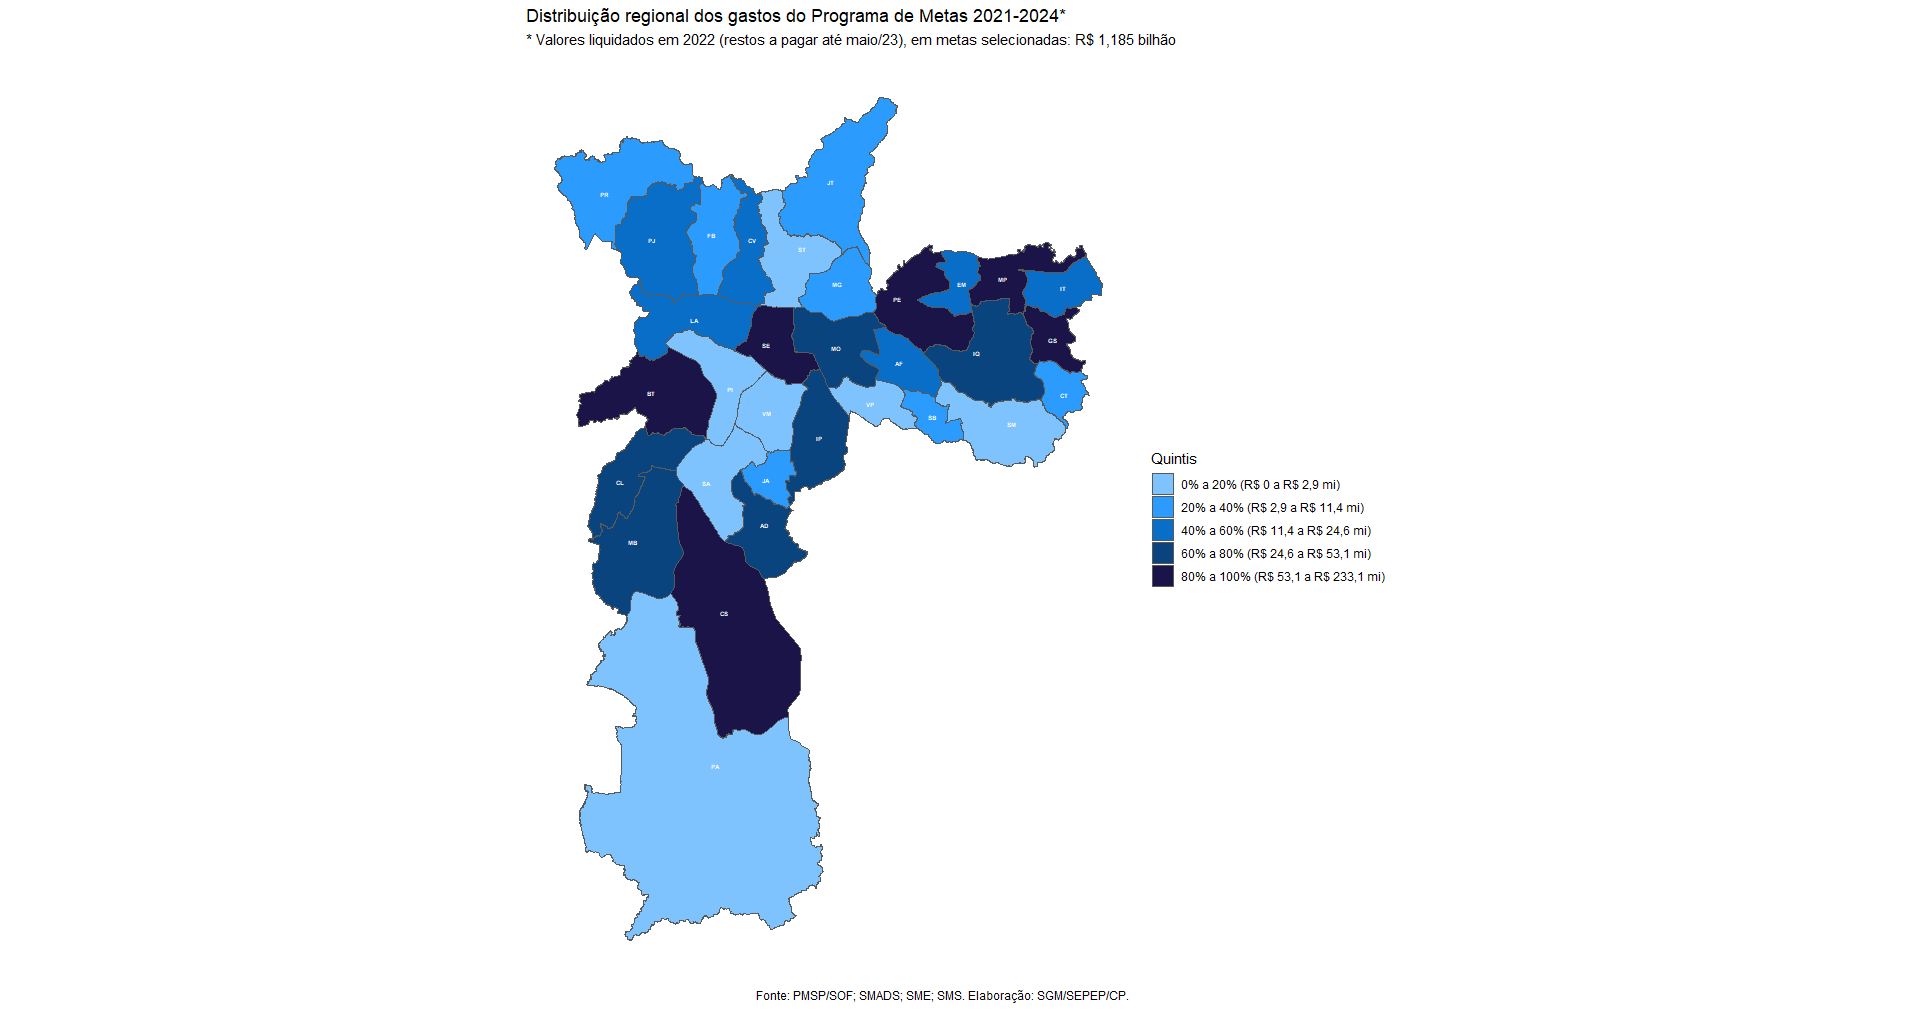 Distribuição regional dos gastos do Programa de Metas 2021-2024*
* Valores liquidados em 2022 (restos a pagar até maio/23), em metas selecionadas: R$ 1,185 bilhão
JT
PR
FB
PJ
CV
ST
MG
MP
EM
IT
PE
LA
GS
SE
MO
IQ
AF
PI
BT
CT
VP
VM
SB
SM
IP
JA
CL
SA
AD
MB
CS
PA
Quintis
0% a 20% (R$ 0 a R$ 2,9 mi)
20% a 40% (R$ 2,9 a R$ 11,4 mi)
40% a 60% (R$ 11,4 a R$ 24,6 mi)
60% a 80% (R$ 24,6 a R$ 53,1 mi)
80% a 100% (R$ 53,1 a R$ 233,1 mi)
Fonte: PMSP/SOF; SMADS; SME; SMS. Elaboração: SGM/SEPEP/CP.